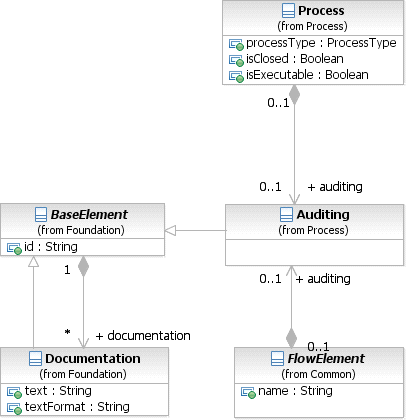 Process
(from Process)
processType : ProcessType
isClosed : Boolean
isExecutable : Boolean
0..1
0..1 + auditing
BaseElement
(from Foundation)
id : String
Auditing
(from Process)
1
0..1 + auditing
* + documentation
0..1
Documentation
(from Foundation)
text : String
textFormat : String
FlowElement
(from Common)
name : String